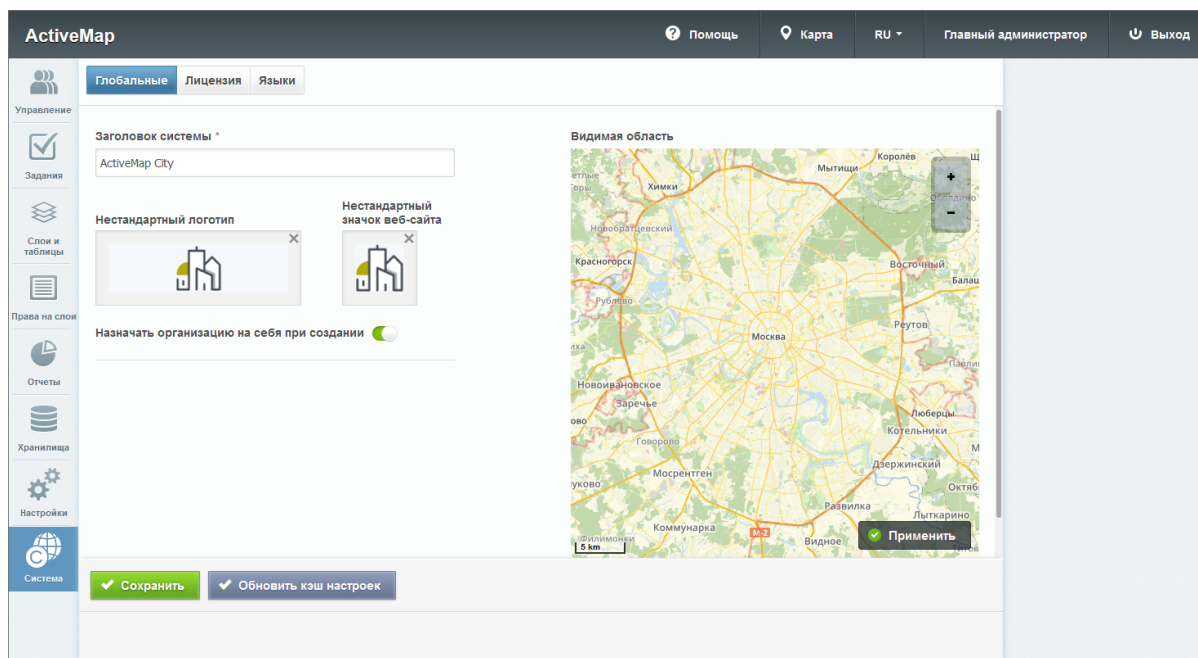 ActiveMap
Помощь
Карта
RU
Главный администратор
Выход
Управление
Задания
Слои и
таблицы
Права на слои
Отчеты
Хранилища
Настройки
Система
Глобальные
Лицензия
Языки
Заголовок системы *
ActiveMap City
Нестандартный логотип
Нестандартный
значок веб-сайта
Назначать организацию на себя при создании
Видимая область
Королёв
Щ
Мытищи
Химки
+
-
Новобратцевский
Красногорск
Восточный
Балаш
Рублёво
Реутов
Москва
Новоивановское
Заречье
ово
Люберцы
Котельники
Говорово
Дзержинский
Мосрентген
Октяб
Развилка
Лыткарино
Коммунарка
М-2
Видное
Филимонки
5 km
Применить
Сохранить
Обновить кэш настроек